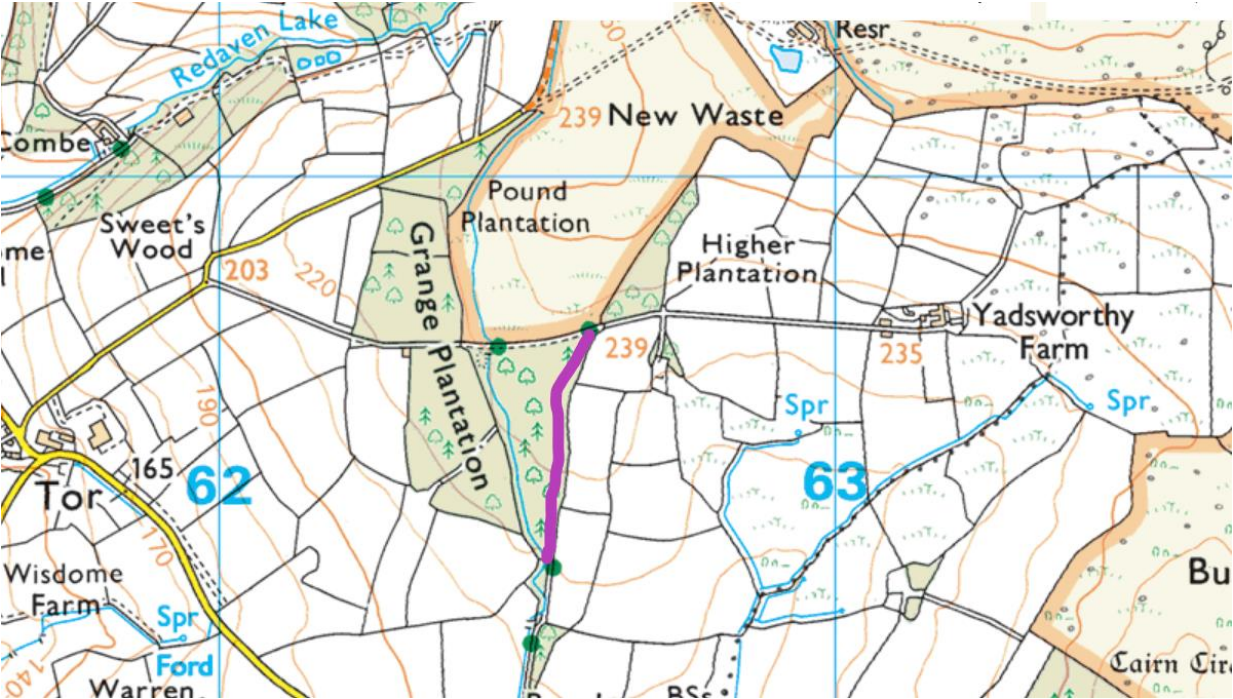 Redaven Lake
Resr
239
New Waste
Combe
Pound
Plantation
Sweet's
Wood
me
Grange Plantation
Higher
Plantation
203
220
239
Yadsworthy
Farm
235
190
Spr
Spr
165
62
63
Tor
170
Wisdome
Farm
Spr
Ford
Bu
140
Cairn Circ
Warren
BSs